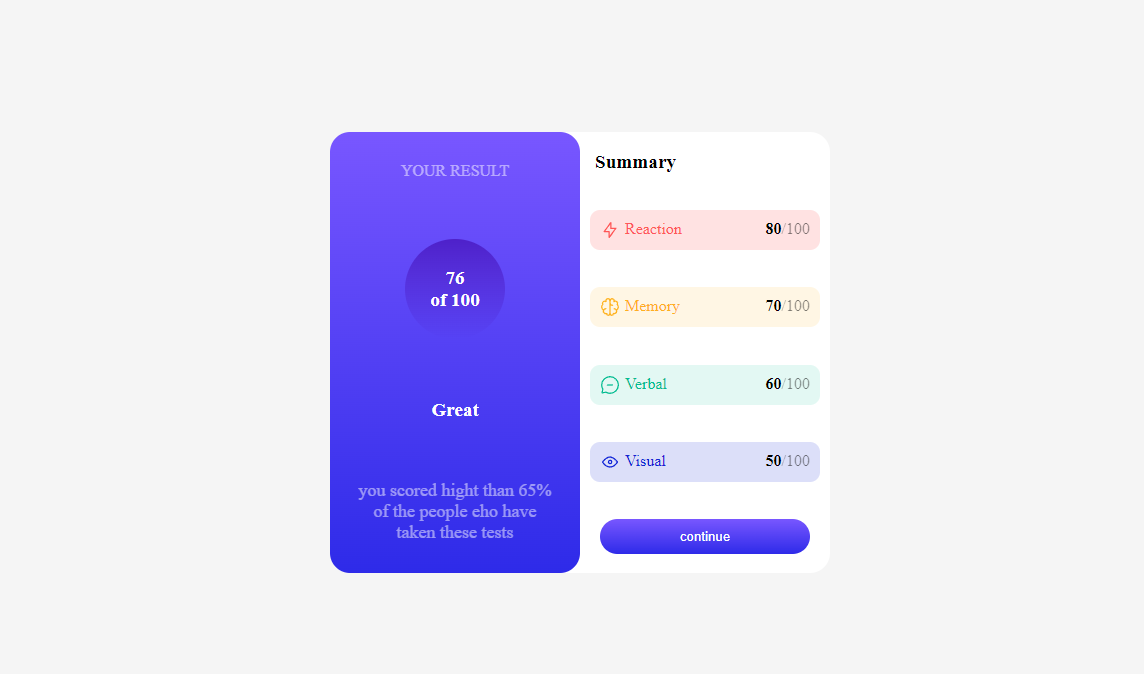 YOUR RESULT
76
of 100
Great
you scored hight than 65%
of the people eho have
taken these tests
Summary
Reaction 80/100
Memory 70/100
Verbal 60/100
Visual 50/100
continue